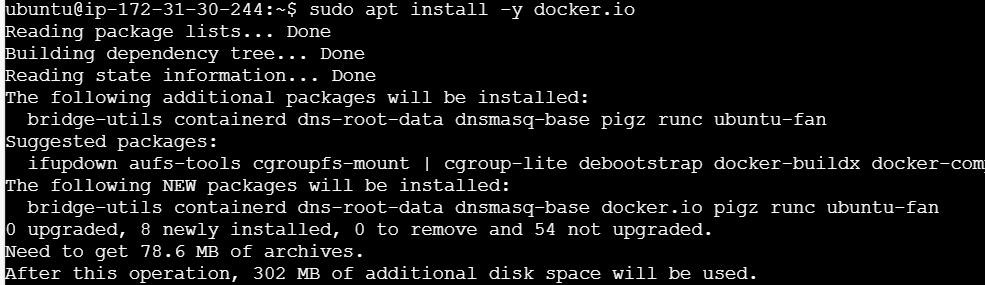 ubuntu@ip-172-31-30-244:~$ sudo apt install -y docker.io
Reading package lists... Done
Building dependency tree... Done
Reading state information... Done
The following additional packages will be installed:
  bridge-utils containerd dns-root-data dnsmasq-base pigz runc ubuntu-fan
Suggested packages:
  ifupdown aufs-tools cgroupfs-mount | cgroup-lite debootstrap docker-buildx
The following NEW packages will be installed:
  bridge-utils containerd dns-root-data dnsmasq-base docker.io pigz runc ubuntu-fan
0 upgraded, 8 newly installed, 0 to remove and 54 not upgraded.
Need to get 78.6 MB of archives.
After this operation, 302 MB of additional disk space will be used.